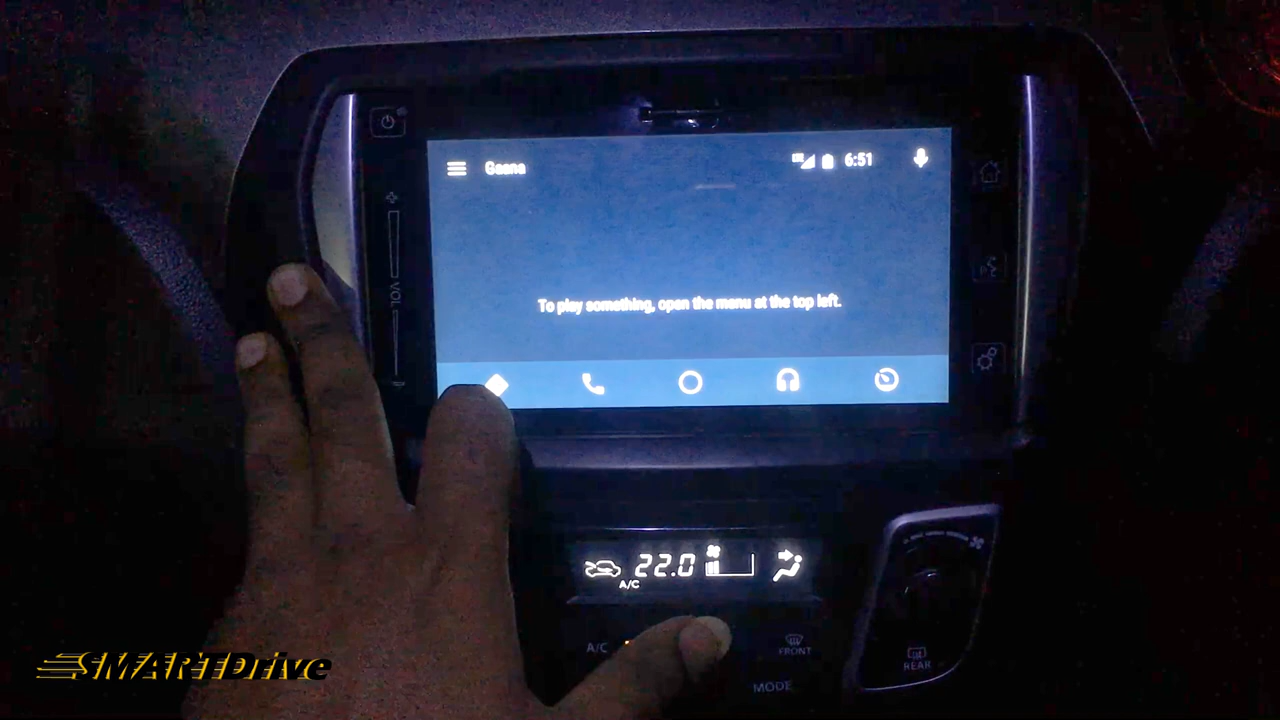 Gaana
LTE
6:51
VOL
To play something, open the menu at the top left.
22.0
A/C
A/C
FRONT
REAR
MODE
SMARTDrive